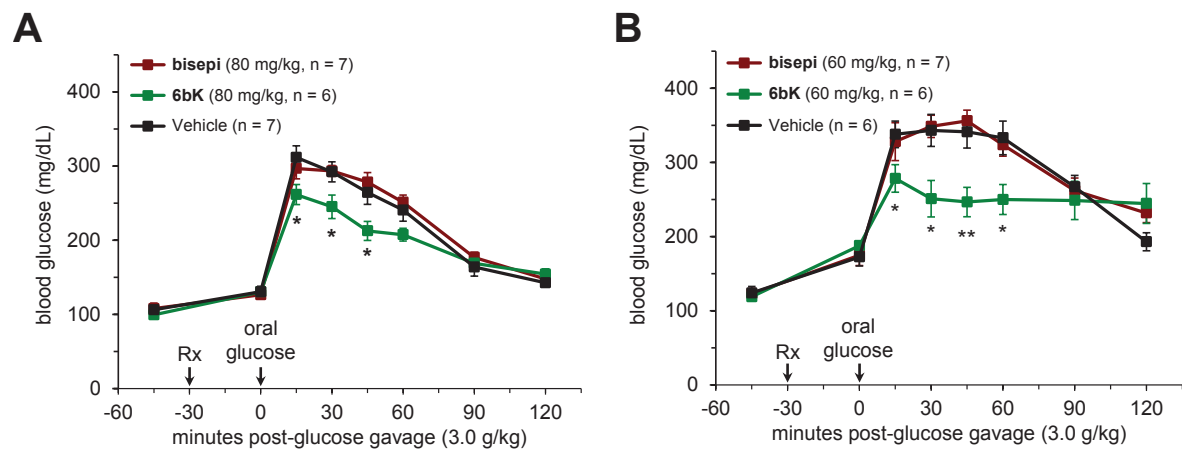 A
bisepi (80 mg/kg, n = 7)
6bK (80 mg/kg, n = 6)
Vehicle (n = 7)
400
300
200
100
0
blood glucose (mg/dL)
*
*
*
Rx
oral
glucose
-60
-30
0
30
60
90
120
minutes post-glucose gavage (3.0 g/kg)
B
bisepi (60 mg/kg, n = 7)
6bK (60 mg/kg, n = 6)
Vehicle (n = 6)
400
300
200
100
0
blood glucose (mg/dL)
*
*
**
*
Rx
oral
glucose
-60
-30
0
30
60
90
120
minutes post-glucose gavage (3.0 g/kg)